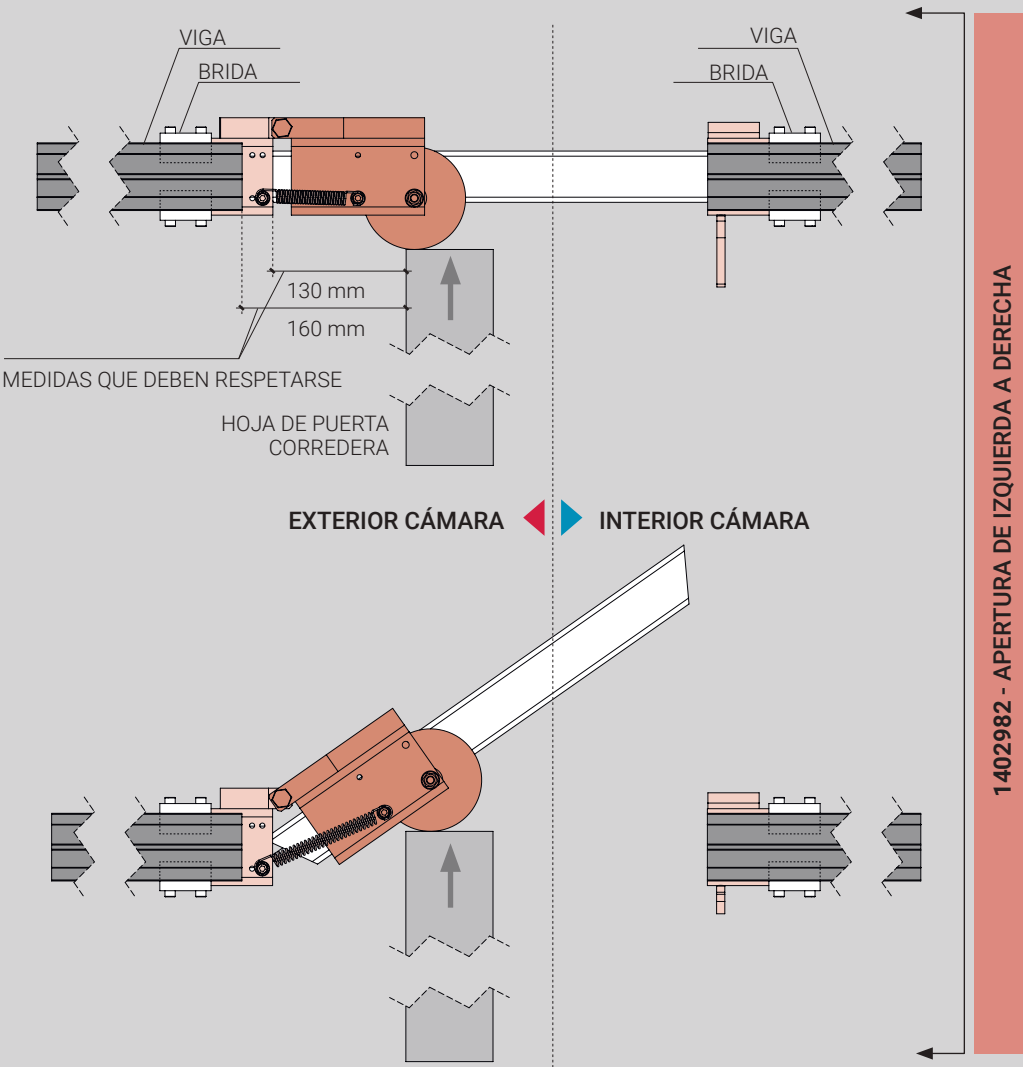 VIGA
VIGA
BRIDA
BRIDA
130 mm
160 mm
MEDIDAS QUE DEBEN RESPETARSE
HOJA DE PUERTA
CORREDERA
EXTERIOR CÁMARA
INTERIOR CÁMARA
1402982 - APERTURA DE IZQUIERDA A DERECHA